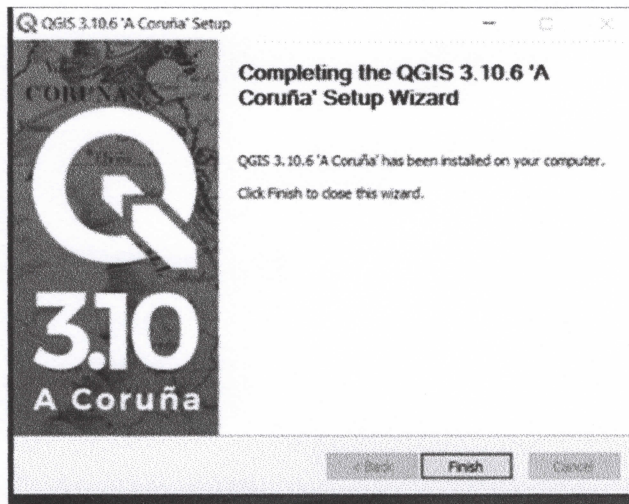 QGIS 3.10.6 'A Coruña' Setup
Completing the QGIS 3.10.6 'A
Coruña' Setup Wizard
QGIS 3.10.6 'A Coruña' has been installed on your computer.
Click Finish to close this wizard.
CORUÑA
3.10
A Coruña
< Back
Finish
Cancel